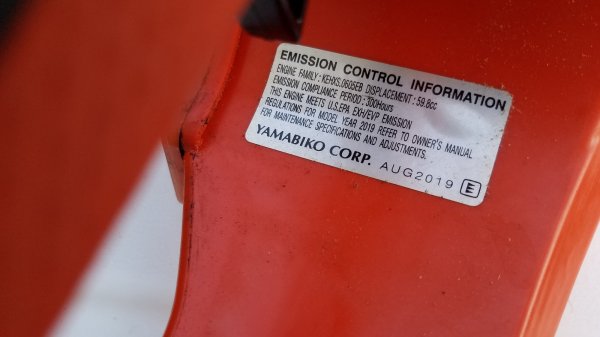 EMISSION CONTROL INFORMATION
ENGINE FAMILY : KEHXS.0605EB DISPLACEMENT : 59.8cc
EMISSION COMPLIANCE PERIOD : 300Hours
THIS ENGINE MEETS U.S.EPA EXH/EVP EMISSION
REGULATIONS FOR MODEL YEAR 2019 REFER TO OWNER'S MANUAL
FOR MAINTENANCE SPECIFICATIONS AND ADJUSTMENTS.
YAMABIKO CORP. AUG2019 E